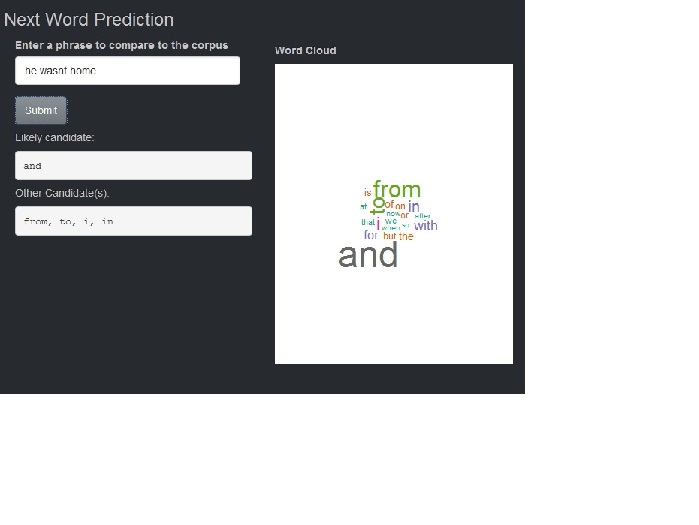 Next Word Prediction
Enter a phrase to compare to the corpus
he wasnt home
Submit
Likely candidate:
and
Other Candidate(s):
from, to, i, in
Word Cloud
is from
at to of on in
now or after
that i we
when so with
for but the
and